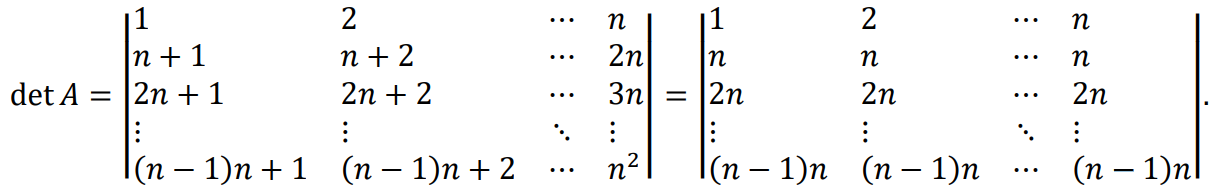 det A = | 1 2 ⋯ n | = | 1 2 ⋯ n |.
| n + 1 n + 2 ⋯ 2n | | n n ⋯ n |
| 2n + 1 2n + 2 ⋯ 3n | | 2n 2n ⋯ 2n |
| ⋮ ⋮ ⋱ ⋮ | | ⋮ ⋮ ⋱ ⋮ |
| (n − 1)n + 1 (n − 1)n + 2 ⋯ n² | | (n − 1)n (n − 1)n ⋯ (n − 1)n |